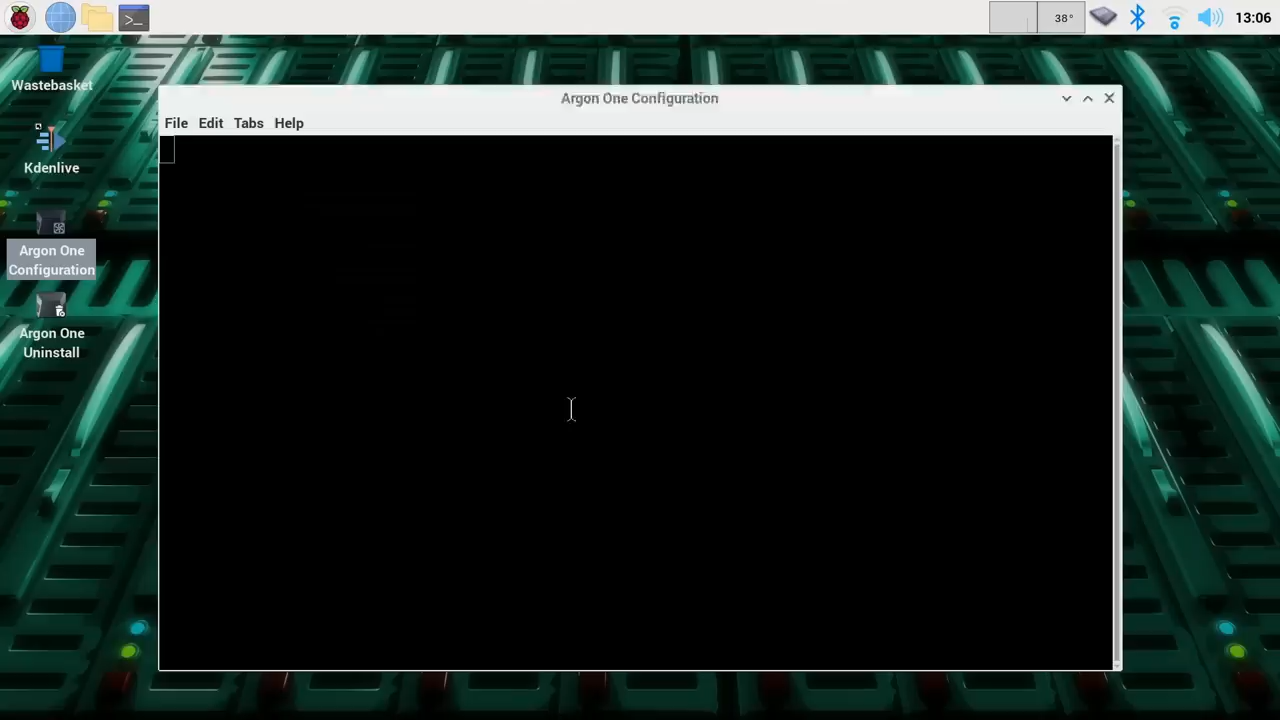 38°
13:06
Wastebasket
Kdenlive
Argon One
Configuration
Argon One
Uninstall
Argon One Configuration
File Edit Tabs Help